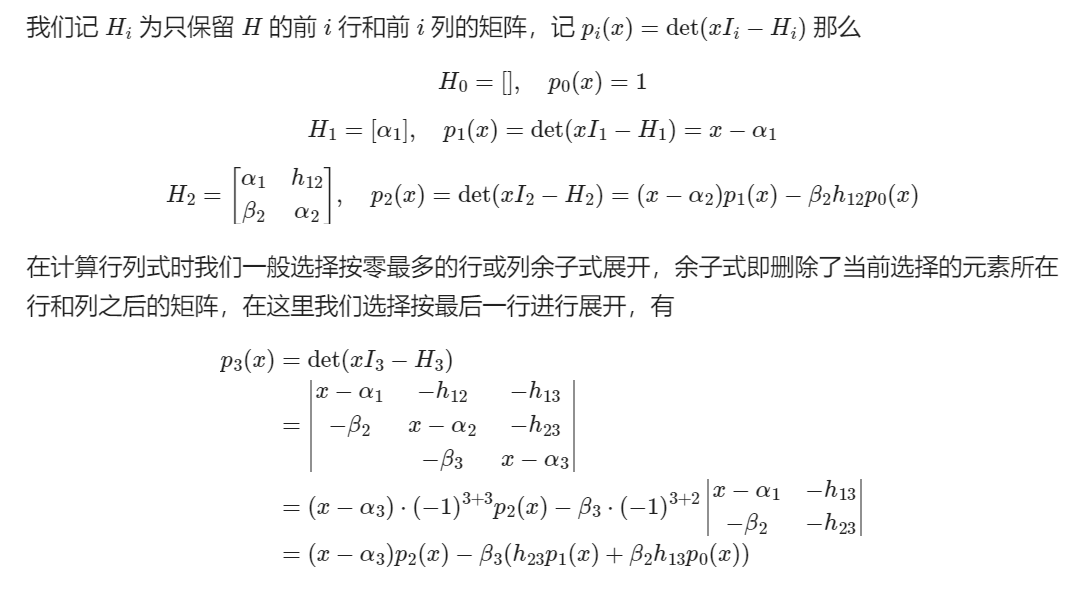 我们记 $H_i$ 为只保留 $H$ 的前 $i$ 行和前 $i$ 列的矩阵，记 $p_i(x) = \det(xI_i - H_i)$ 那么
$H_0 = [], \quad p_0(x) = 1$
$H_1 = [\alpha_1], \quad p_1(x) = \det(xI_1 - H_1) = x - \alpha_1$
$H_2 = \begin{bmatrix} \alpha_1 & h_{12} \\ \beta_2 & \alpha_2 \end{bmatrix}, \quad p_2(x) = \det(xI_2 - H_2) = (x - \alpha_2)p_1(x) - \beta_2 h_{12} p_0(x)$
在计算行列式时我们一般选择按零最多的行或列余子式展开，余子式即删除了当前选择的元素所在
行和列之后的矩阵，在这里我们选择按最后一行进行展开，有
$p_3(x) = \det(xI_3 - H_3)$
$= \begin{vmatrix} x - \alpha_1 & -h_{12} & -h_{13} \\ -\beta_2 & x - \alpha_2 & -h_{23} \\ & -\beta_3 & x - \alpha_3 \end{vmatrix}$
$= (x - \alpha_3) \cdot (-1)^{3+3} p_2(x) - \beta_3 \cdot (-1)^{3+2} \begin{vmatrix} x - \alpha_1 & -h_{13} \\ -\beta_2 & -h_{23} \end{vmatrix}$
$= (x - \alpha_3)p_2(x) - \beta_3(h_{23}p_1(x) + \beta_2 h_{13} p_0(x))$